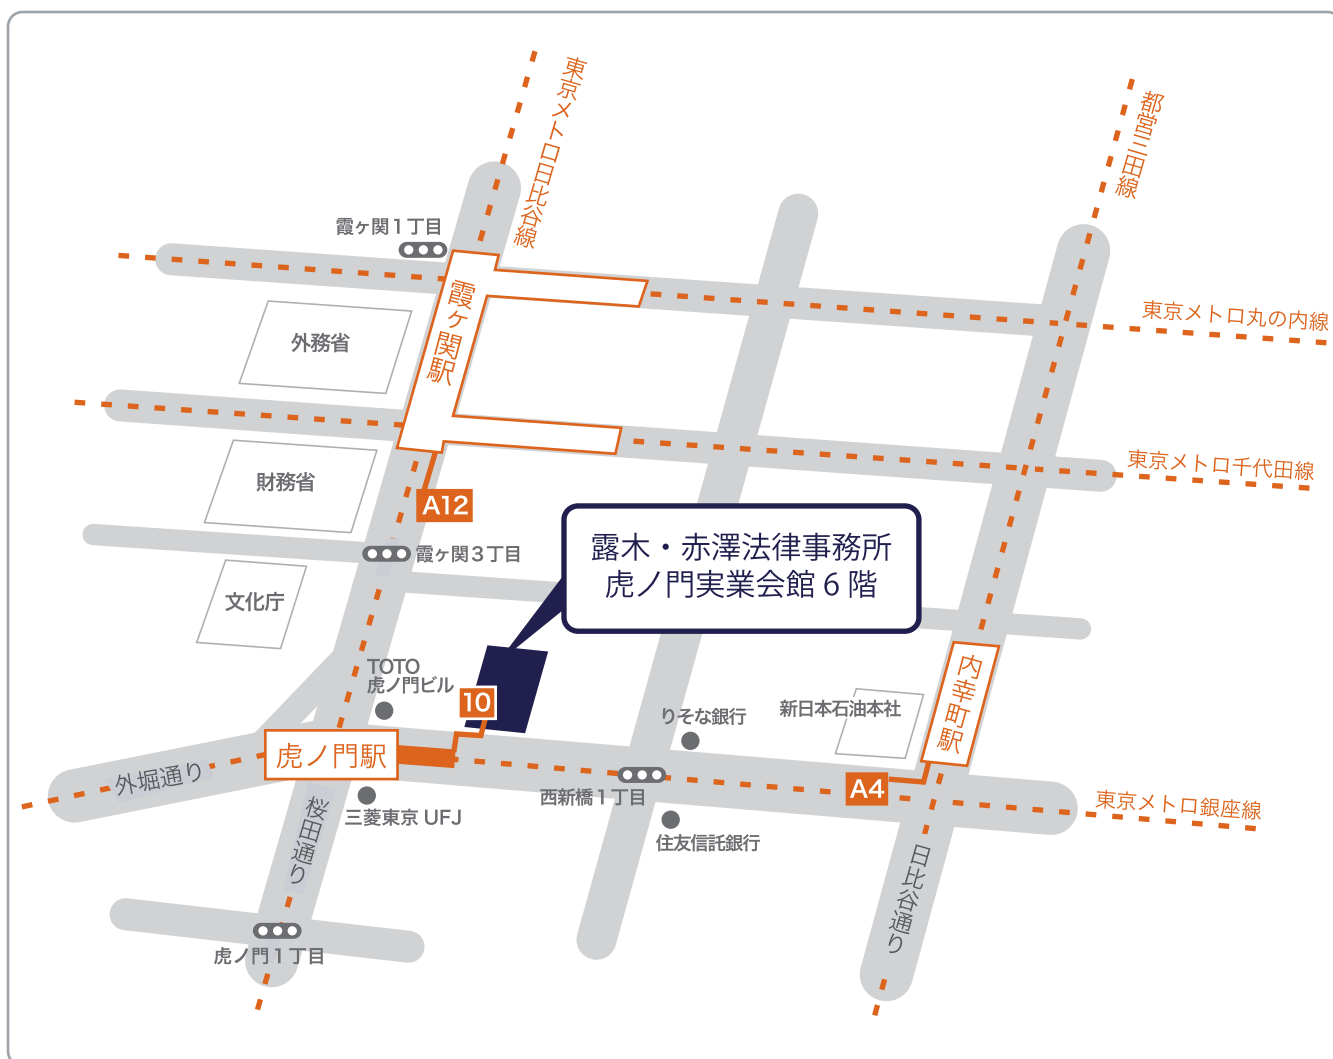 東京メトロ日比谷線
都営三田線
霞ヶ関1丁目
霞ヶ関駅
東京メトロ丸の内線
外務省
東京メトロ千代田線
財務省
A12
霞ヶ関3丁目
露木・赤澤法律事務所
虎ノ門実業会館6階
文化庁
TOTO
虎ノ門ビル
10
りそな銀行
新日本石油本社
内幸町駅
虎ノ門駅
外堀通り
西新橋1丁目
A4
三菱東京 UFJ
東京メトロ銀座線
住友信託銀行
桜田通り
日比谷通り
虎ノ門1丁目